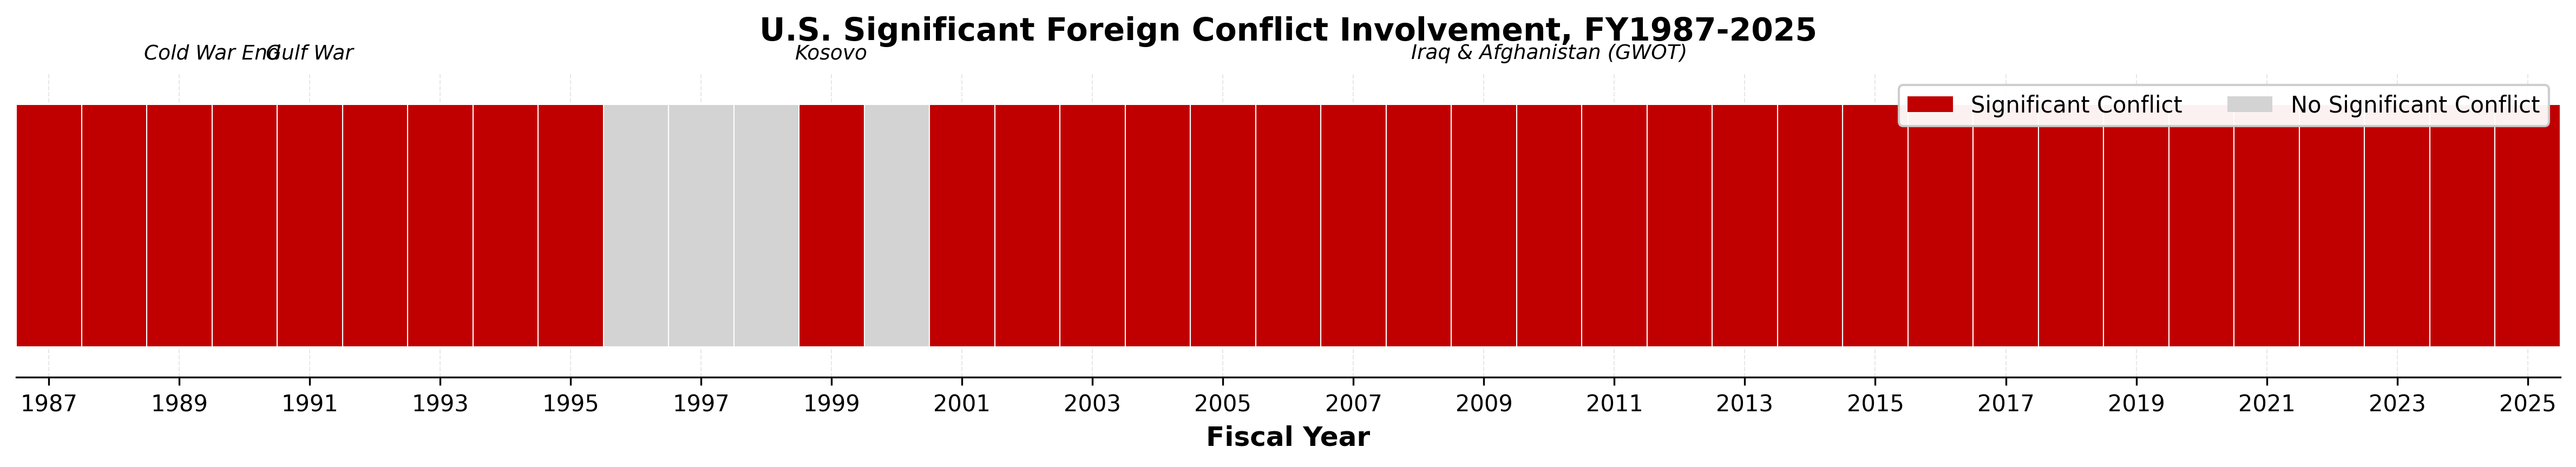 U.S. Significant Foreign Conflict Involvement, FY1987-2025
Cold War End Gulf War Kosovo Iraq & Afghanistan (GWOT)
Significant Conflict No Significant Conflict
1987 1989 1991 1993 1995 1997 1999 2001 2003 2005 2007 2009 2011 2013 2015 2017 2019 2021 2023 2025
Fiscal Year